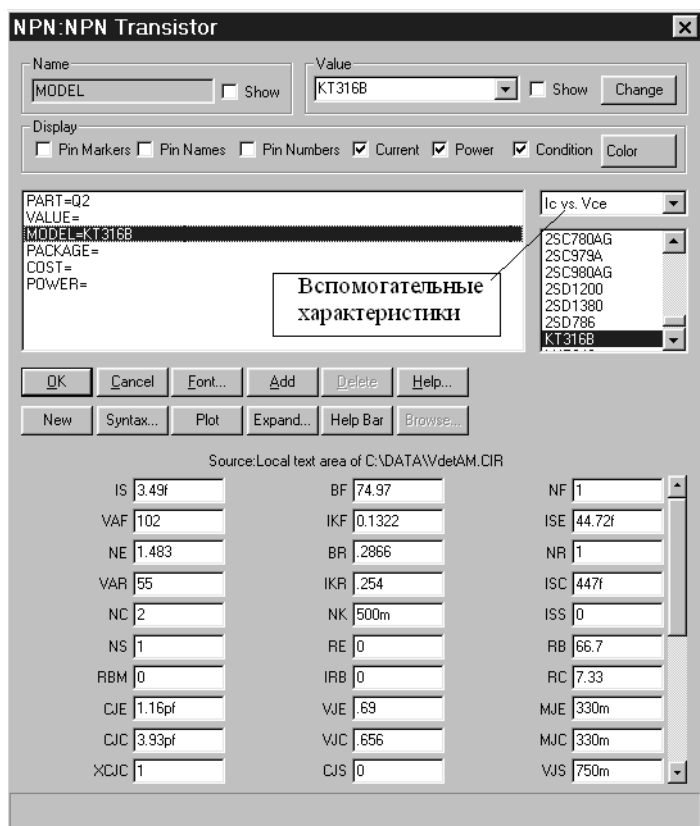 NPN:NPN Transistor
Name
MODEL
Show
Value
KT316B
Show
Change
Display
Pin Markers
Pin Names
Pin Numbers
Current
Power
Condition
Color
PART=Q2
VALUE=
MODEL=KT316B
PACKAGE=
COST=
POWER=
Ic vs. Vce
2SC780AG
2SC979A
2SC980AG
2SD1200
2SD1380
2SD786
KT316B
Вспомогательные
характеристики
OK Cancel Font... Add Delete Help...
New Syntax... Plot Expand... Help Bar Browse...
Source:Local text area of C:\DATA\VdetAM.CIR
IS 3.49f BF 74.97 NF 1
VAF 102 IKF 0.1322 ISE 44.72f
NE 1.483 BR .2866 NR 1
VAR 55 IKR .254 ISC 447f
NC 2 NK 500m ISS 0
NS 1 RE 0 RB 66.7
RBM 0 IRB 0 RC 7.33
CJE 1.16pf VJE .69 MJE 330m
CJC 3.93pf VJC .656 MJC 330m
XCJC 1 CJS 0 VJS 750m